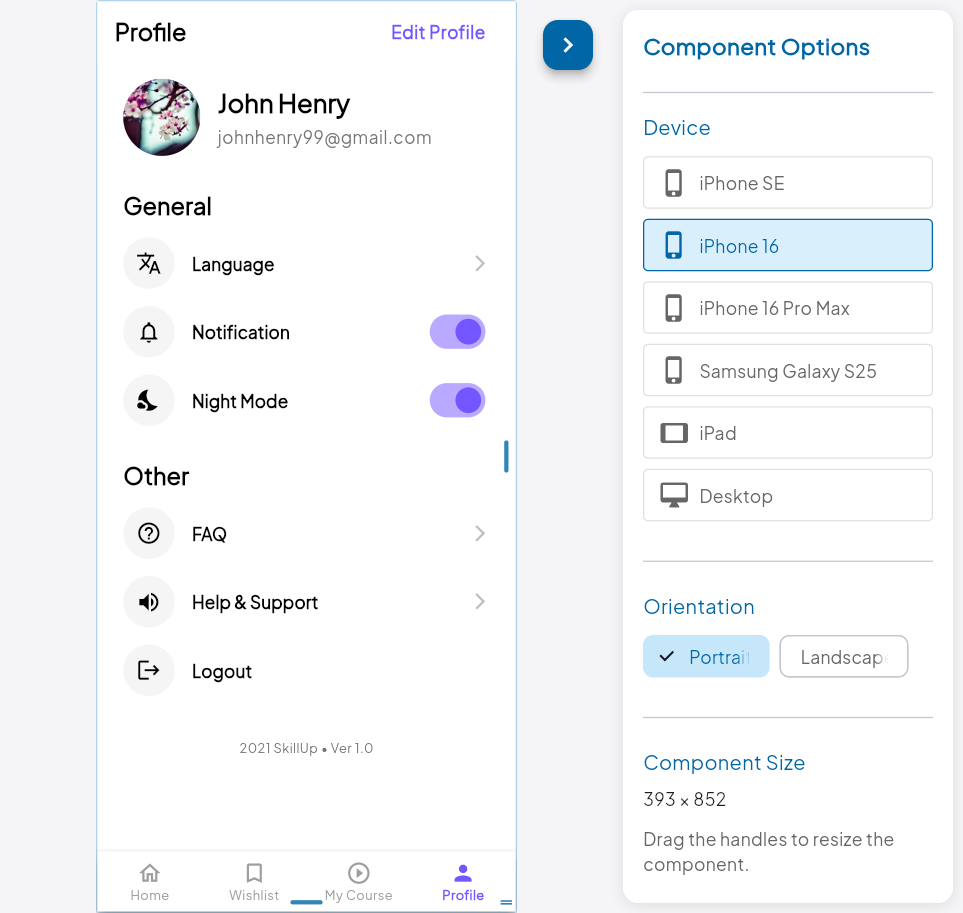 Profile
Edit Profile
John Henry
johnhenry99@gmail.com
General
Language
Notification
Night Mode
Other
FAQ
Help & Support
Logout
2021 SkillUp • Ver 1.0
Home
Wishlist
My Course
Profile
Component Options
Device
iPhone SE
iPhone 16
iPhone 16 Pro Max
Samsung Galaxy S25
iPad
Desktop
Orientation
Portrait
Landscap
Component Size
393 × 852
Drag the handles to resize the
component.